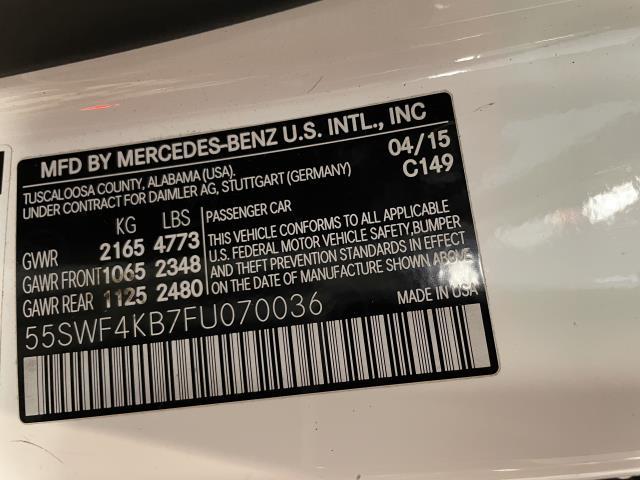 MFD BY MERCEDES-BENZ U.S. INTL., INC
TUSCALOOSA COUNTY, ALABAMA (USA).
UNDER CONTRACT FOR DAIMLER AG, STUTTGART (GERMANY)
04/15
C149
KG LBS
GVWR 2165 4773
GAWR FRONT 1065 2348
GAWR REAR 1125 2480
PASSENGER CAR
THIS VEHICLE CONFORMS TO ALL APPLICABLE
U.S. FEDERAL MOTOR VEHICLE SAFETY,BUMPER
AND THEFT PREVENTION STANDARDS IN EFFECT
ON THE DATE OF MANUFACTURE SHOWN ABOVE
55SWF4KB7FU070036
MADE IN USA